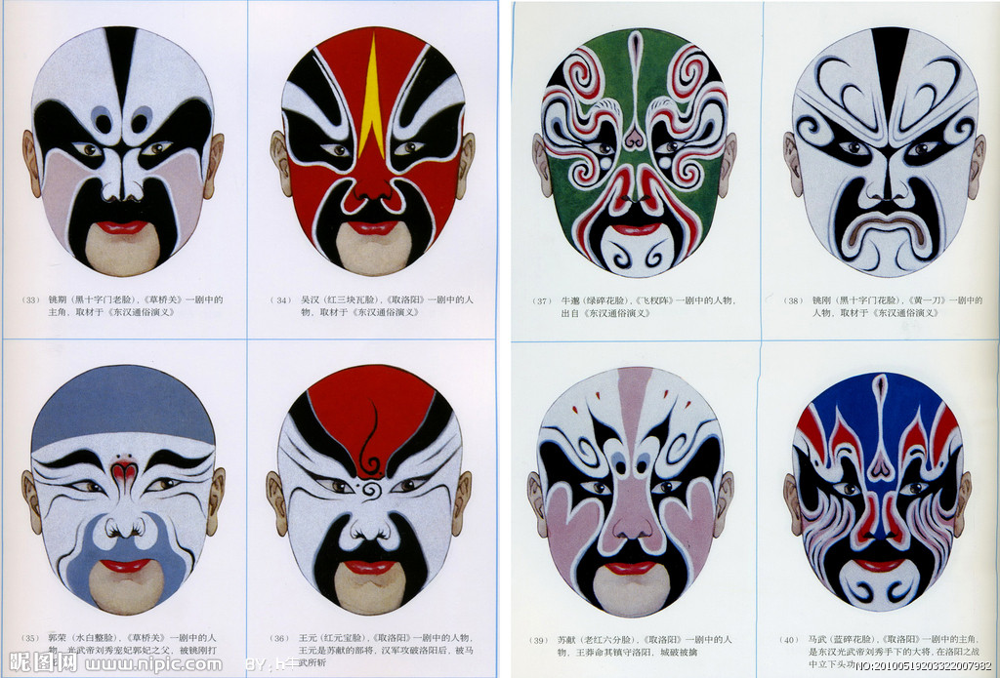 (33) 铫期（黑十字门老脸），《草桥关》一剧中的
主角，取材于《东汉通俗演义》
(34) 吴汉（红三块瓦脸），《取洛阳》一剧中的人
物，取材于《东汉通俗演义》
(37) 牛邈（绿碎花脸），《飞杈阵》一剧中的人物，
出自《东汉通俗演义》
(38) 铫刚（黑十字门花脸），《黄一刀》一剧中的
人物，取材于《东汉通俗演义》
(35) 郭荣（水白整脸），《草桥关》一剧中的人
物，光武帝刘秀宠妃郭妃之父，被铫刚打
(36) 王元（红元宝脸），《取洛阳》一剧中的人物，
王元是苏献的部将，汉军攻破洛阳后，被马
武所斩
(39) 苏献（老红六分脸），《取洛阳》一剧中的人
物，王莽命其镇守洛阳，城破被擒
(40) 马武（蓝碎花脸），《取洛阳》一剧中的主角，
是东汉光武帝刘秀手下的大将，在洛阳之战
中立下头功
昵图网 www.nipic.com
BY:
NO:20100519203322007982